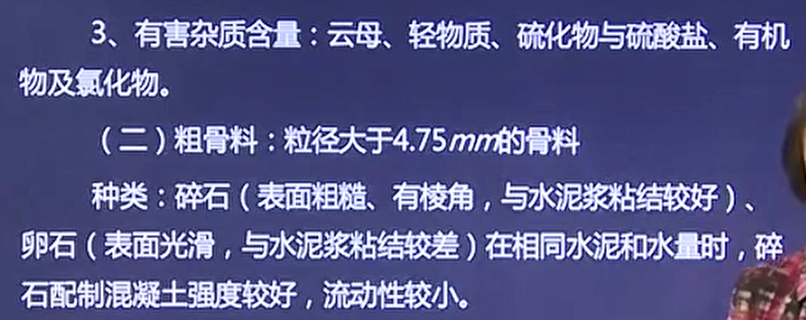 3、有害杂质含量：云母、轻物质、硫化物与硫酸盐、有机
物及氯化物。
（二）粗骨料：粒径大于4.75mm的骨料
种类：碎石（表面粗糙、有棱角，与水泥浆粘结较好）、
卵石（表面光滑，与水泥浆粘结较差）在相同水泥和水量时，碎
石配制混凝土强度较好，流动性较小。